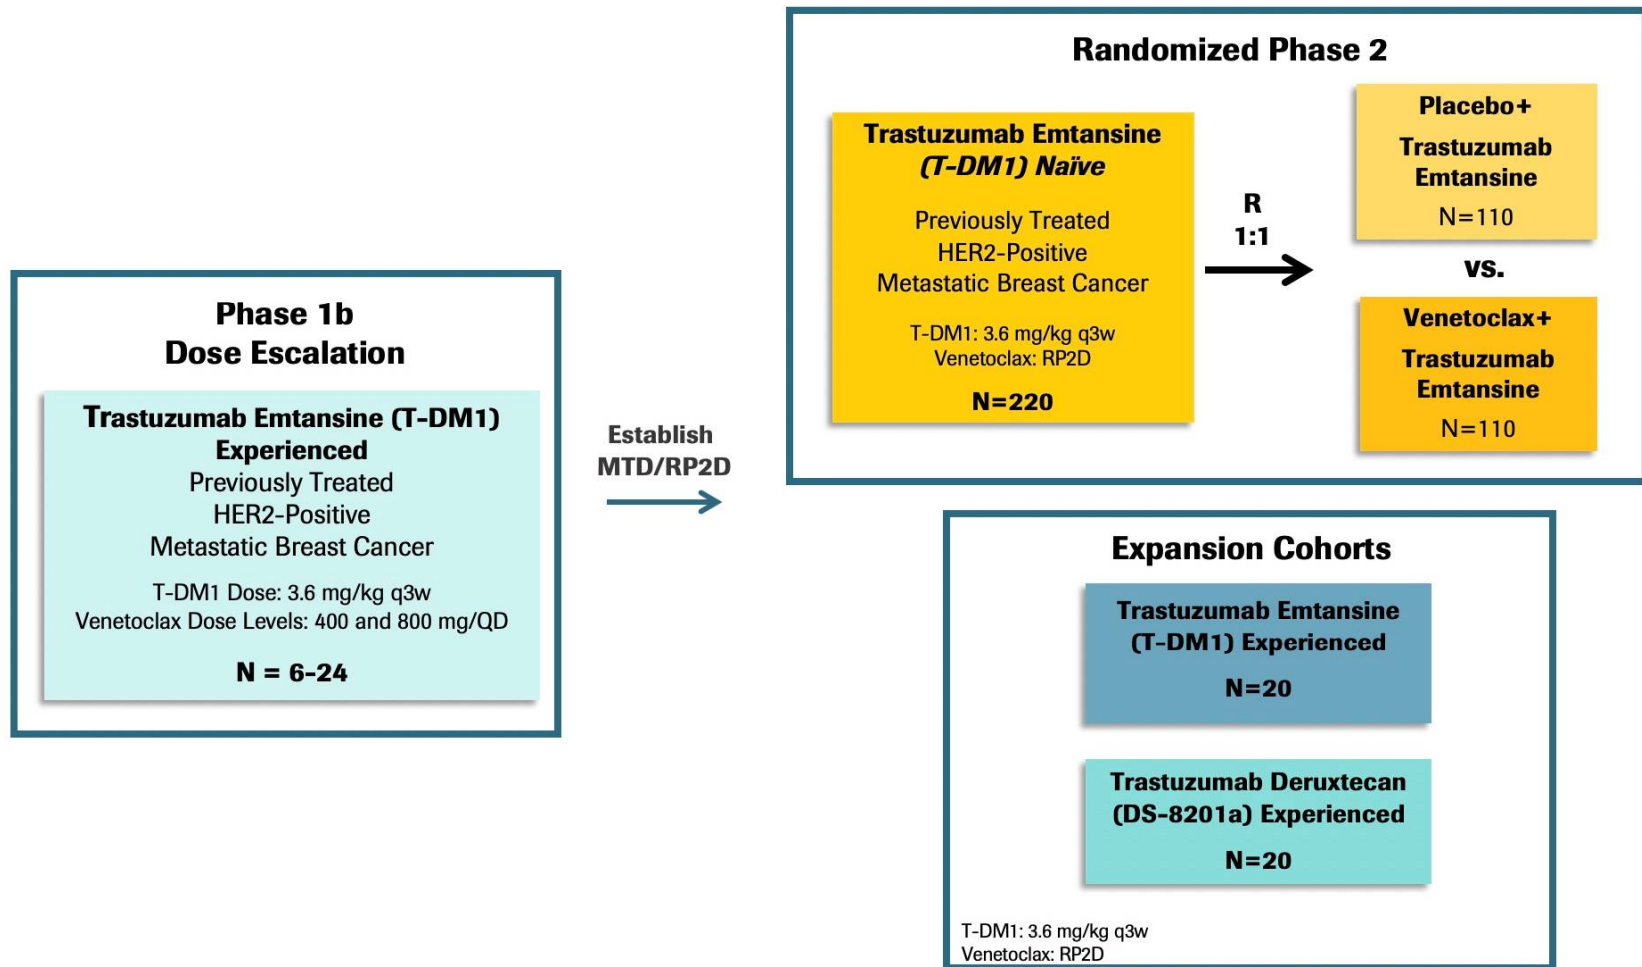 Phase 1b
Dose Escalation
Trastuzumab Emtansine (T-DM1)
Experienced
Previously Treated
HER2-Positive
Metastatic Breast Cancer
T-DM1 Dose: 3.6 mg/kg q3w
Venetoclax Dose Levels: 400 and 800 mg/QD
N = 6-24
Establish
MTD/RP2D
Randomized Phase 2
Trastuzumab Emtansine
(T-DM1) Naïve
Previously Treated
HER2-Positive
Metastatic Breast Cancer
T-DM1: 3.6 mg/kg q3w
Venetoclax: RP2D
N=220
R
1:1
Placebo+
Trastuzumab
Emtansine
N=110
vs.
Venetoclax+
Trastuzumab
Emtansine
N=110
Expansion Cohorts
Trastuzumab Emtansine
(T-DM1) Experienced
N=20
Trastuzumab Deruxtecan
(DS-8201a) Experienced
N=20
T-DM1: 3.6 mg/kg q3w
Venetoclax: RP2D